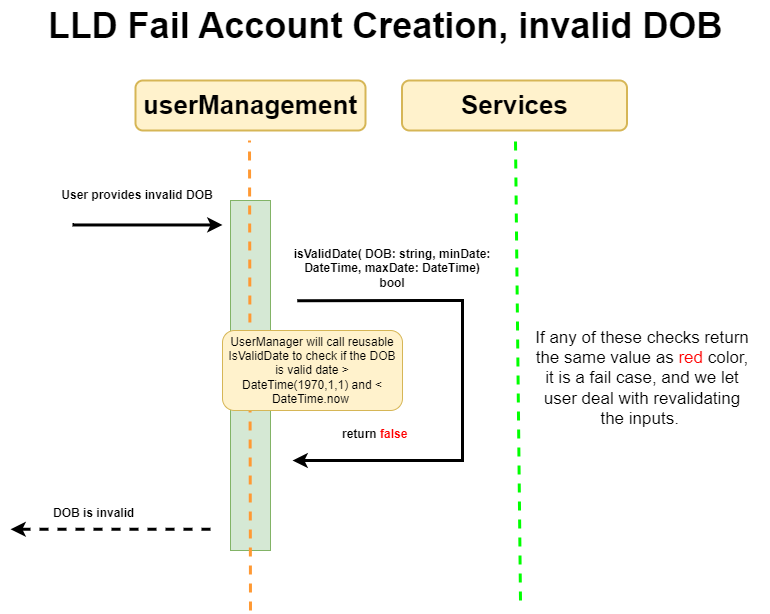 LLD Fail Account Creation, invalid DOB
userManagement
Services
User provides invalid DOB
isValidDate( DOB: string, minDate:
DateTime, maxDate: DateTime)
bool
UserManager will call reusable
IsValidDate to check if the DOB
is valid date >
DateTime(1970,1,1) and <
DateTime.now
If any of these checks return
the same value as red color,
it is a fail case, and we let
user deal with revalidating
the inputs.
return false
DOB is invalid